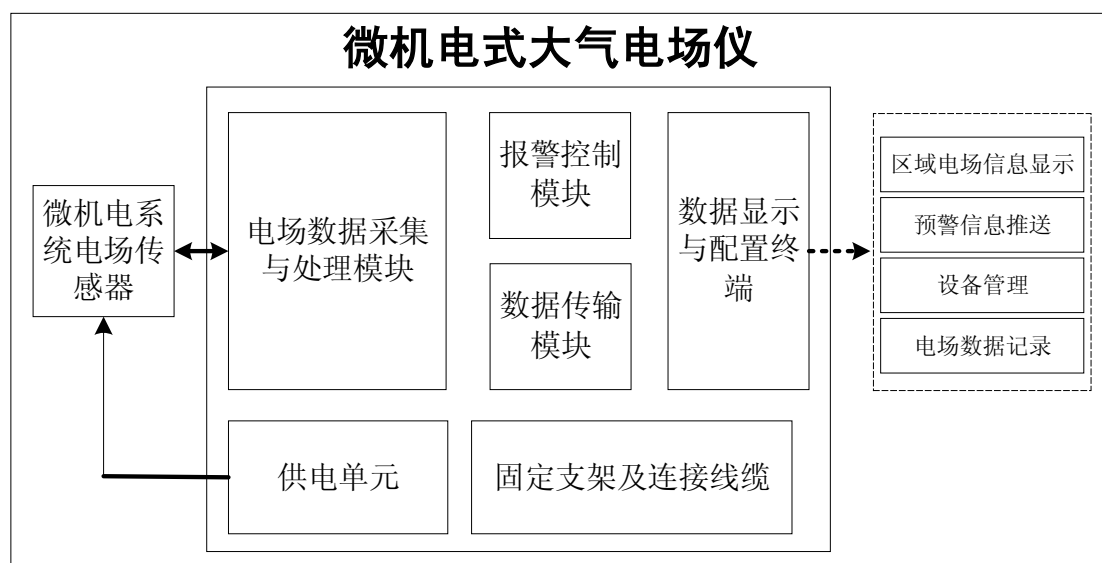 微机电式大气电场仪
微机电系
统电场传
感器
电场数据采集
与处理模块
报警控制
模块
数据传输
模块
数据显示
与配置终
端
区域电场信息显示
预警信息推送
设备管理
电场数据记录
供电单元
固定支架及连接线缆